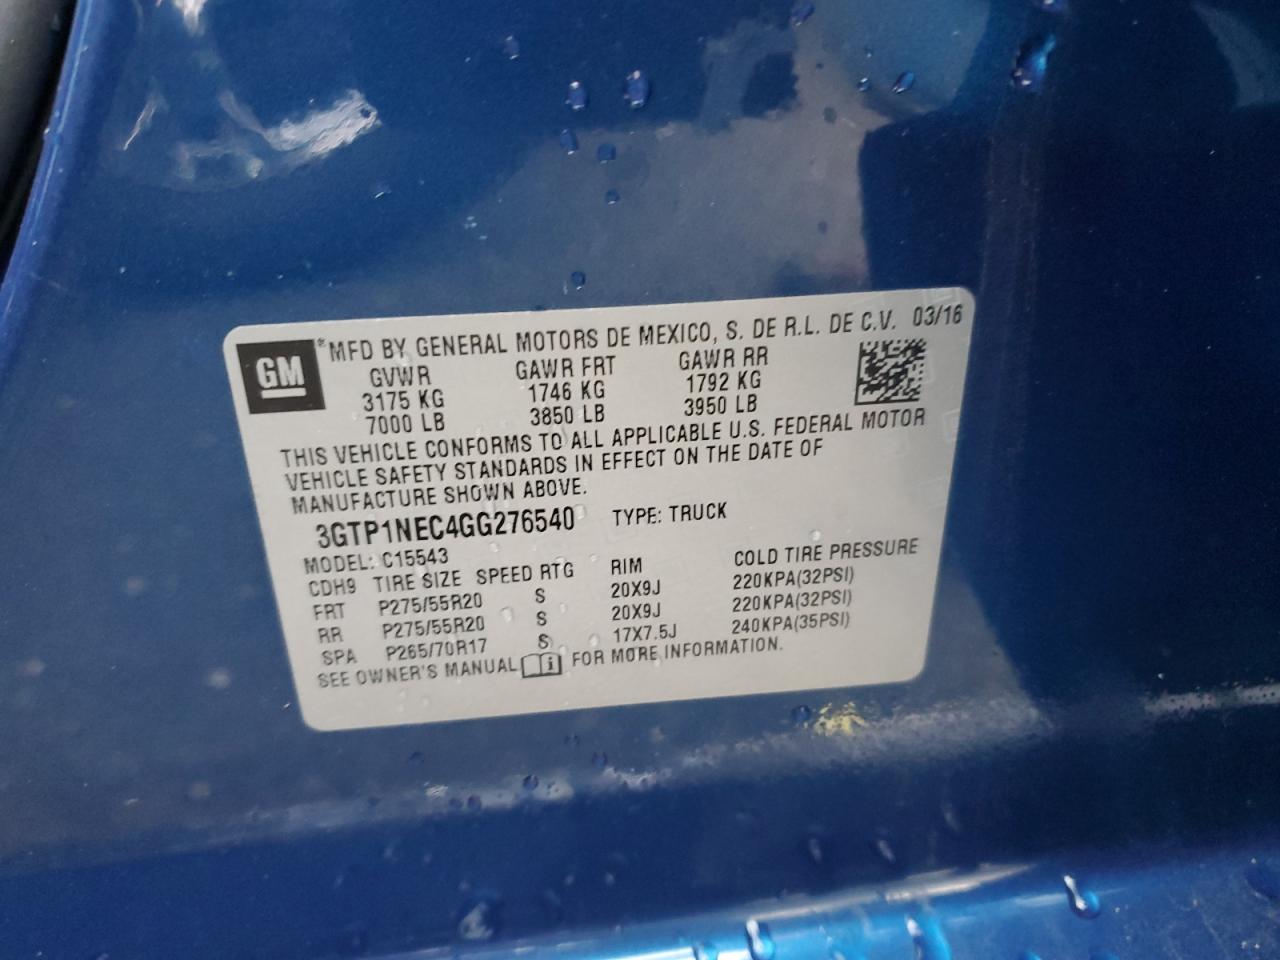 GM
®MFD BY GENERAL MOTORS DE MEXICO, S. DE R.L. DE C.V. 03/16
GVWR GAWR FRT GAWR RR
3175 KG 1746 KG 1792 KG
7000 LB 3850 LB 3950 LB
THIS VEHICLE CONFORMS TO ALL APPLICABLE U.S. FEDERAL MOTOR
VEHICLE SAFETY STANDARDS IN EFFECT ON THE DATE OF
MANUFACTURE SHOWN ABOVE.
3GTP1NEC4GG276540 TYPE: TRUCK
MODEL: C15543
CDH9 TIRE SIZE SPEED RTG RIM COLD TIRE PRESSURE
FRT P275/55R20 S 20X9J 220KPA(32PSI)
RR P275/55R20 S 20X9J 220KPA(32PSI)
SPA P265/70R17 S 17X7.5J 240KPA(35PSI)
SEE OWNER'S MANUAL i FOR MORE INFORMATION.